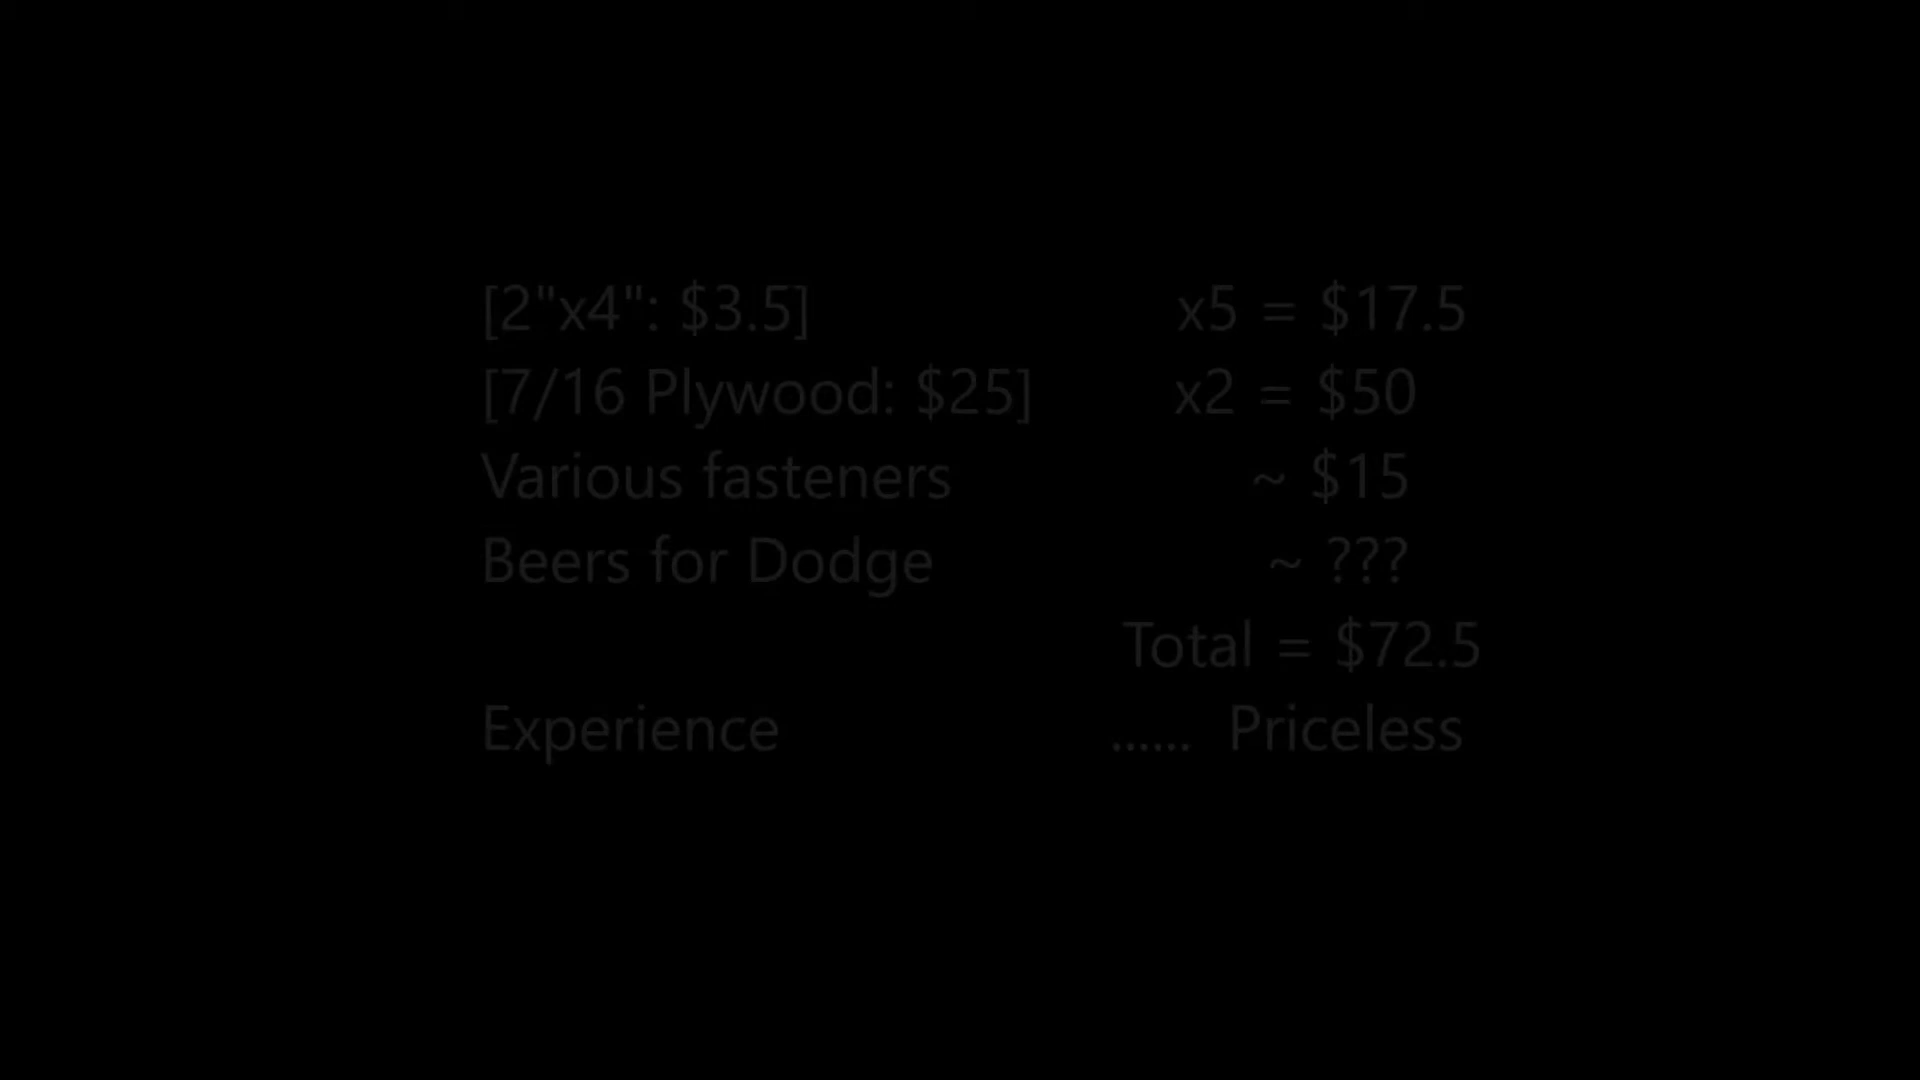 [2"x4": $3.5] x5 = $17.5
[7/16 Plywood: $25] x2 = $50
Various fasteners ~ $15
Beers for Dodge ~ ???
Total = $72.5
Experience ...... Priceless